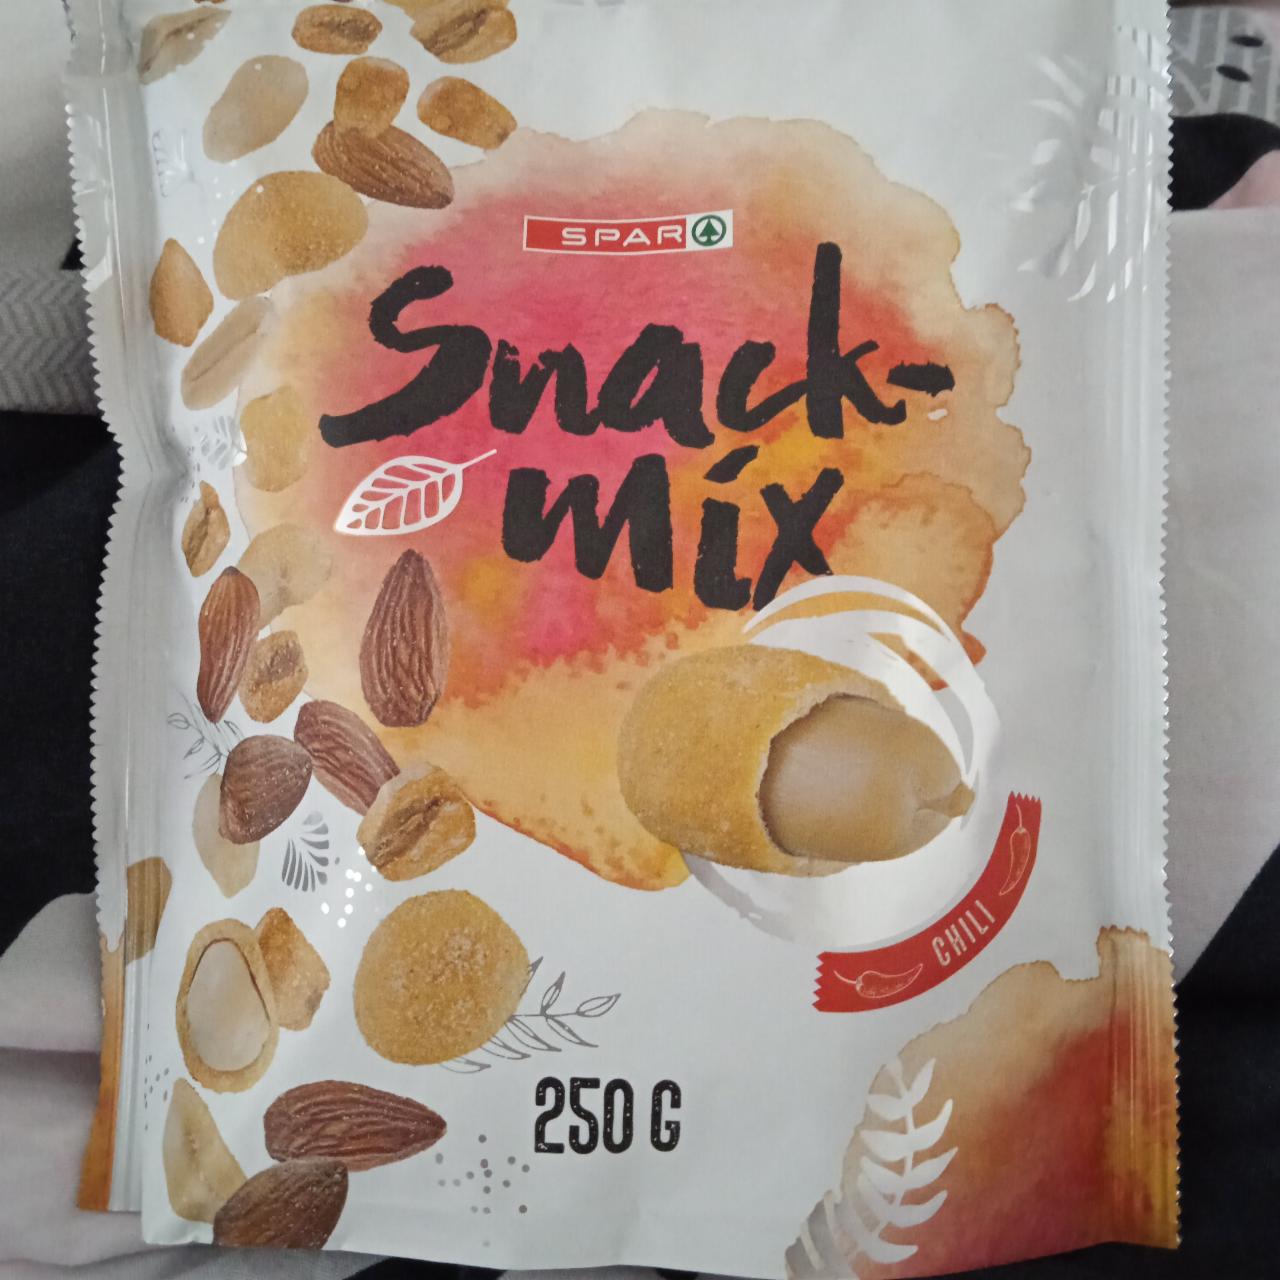 SPAR
Snack-
mix
CHILI
250 G